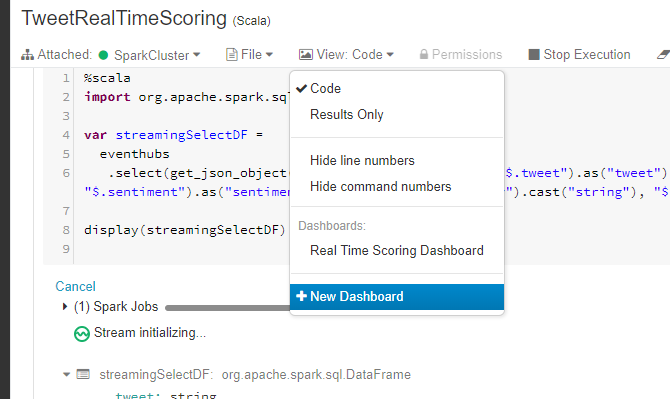 TweetRealTimeScoring (Scala)
Attached: SparkCluster File View: Code Permissions Stop Execution
1 %scala
2 import org.apache.spark.sql
3
4 var streamingSelectDF =
5 eventhubs
6 .select(get_json_object( $.tweet").as("tweet")
"$.sentiment").as("sentimen ").cast("string"), "$
7
8 display(streamingSelectDF)
9
Code
Results Only
Hide line numbers
Hide command numbers
Dashboards:
Real Time Scoring Dashboard
New Dashboard
Cancel
(1) Spark Jobs
Stream initializing...
streamingSelectDF: org.apache.spark.sql.DataFrame
tweet: string